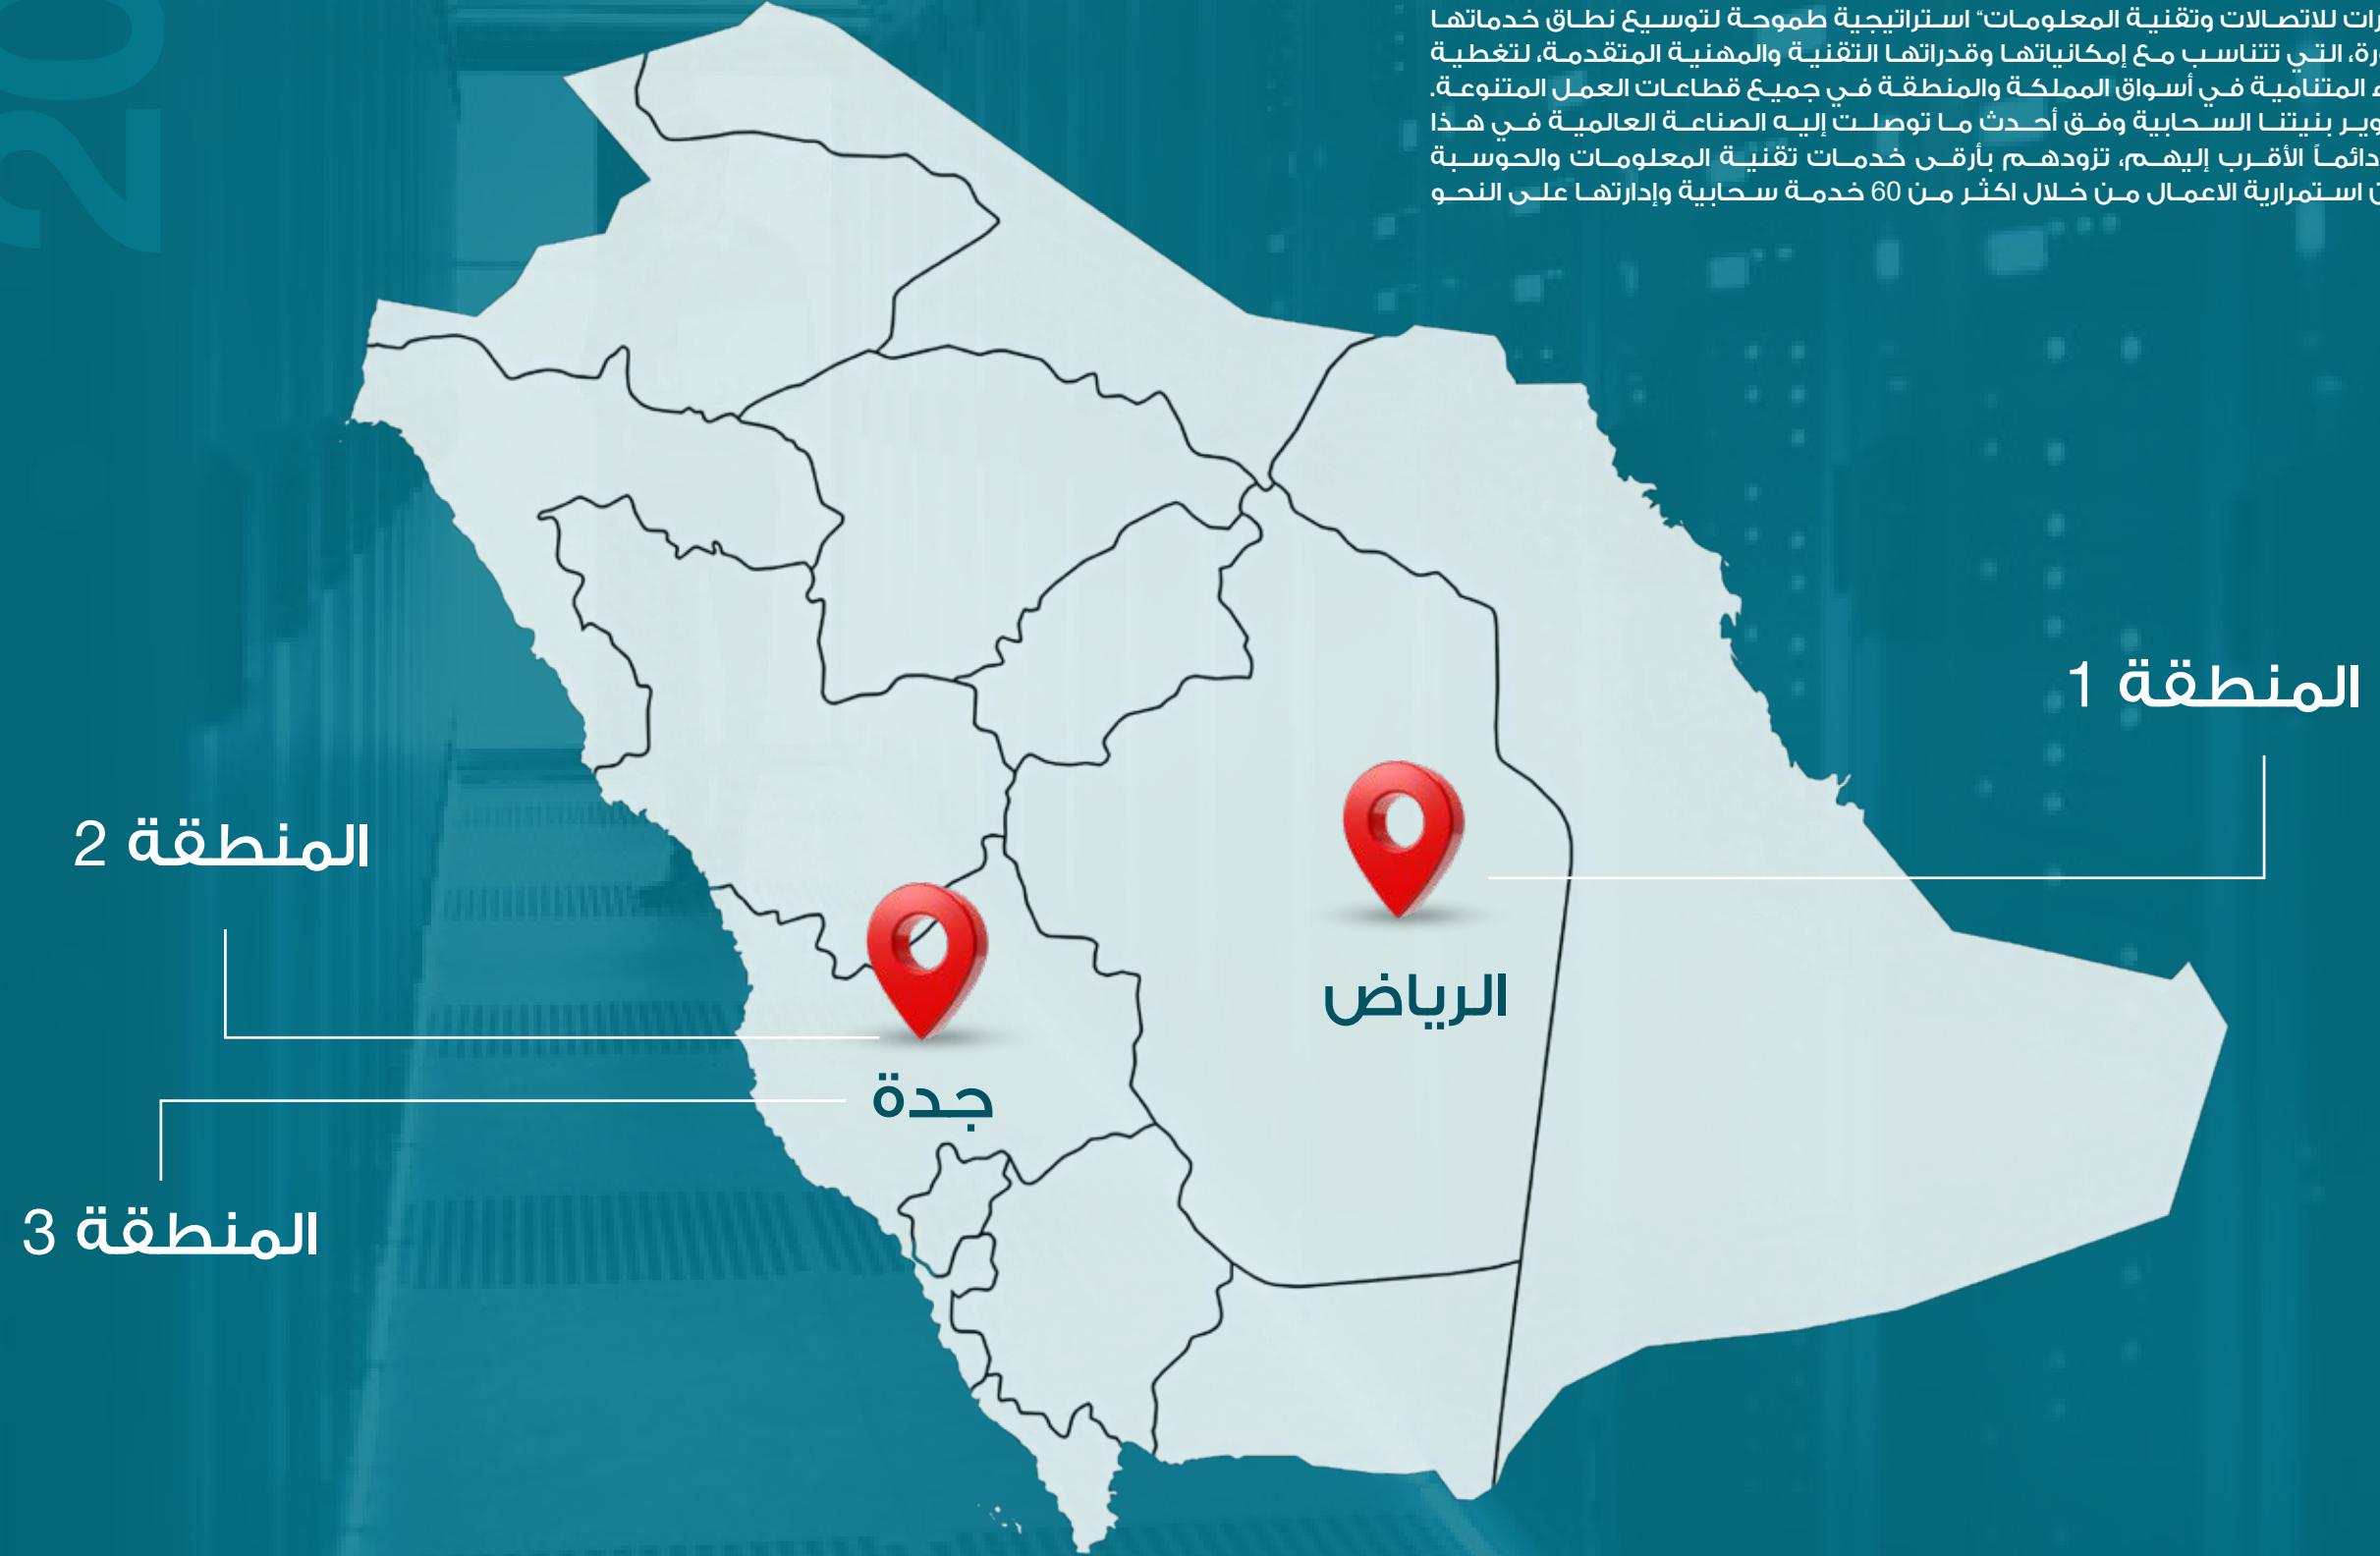 للاتصالات وتقنية المعلومات“ استراتيجية طموحة لتوسيع نطاق خدماتها
التي تتناسب مع إمكانياتها وقدراتها التقنية والمهنية المتقدمة، لتغطية
المتنامية في أسواق المملكة والمنطقة في جميع قطاعات العمل المتنوعة.
بنيتنا السحابية وفق أحدث ما توصلت إليه الصناعة العالمية في هذا
دائماً الأقرب إليهم، تزودهم بأرقى خدمات تقنية المعلومات والحوسبة
استمرارية الاعمال من خلال اكثر من 60 خدمة سحابية وإدارتها على النحو
20
المنطقة 1
الرياض
المنطقة 2
جدة
المنطقة 3